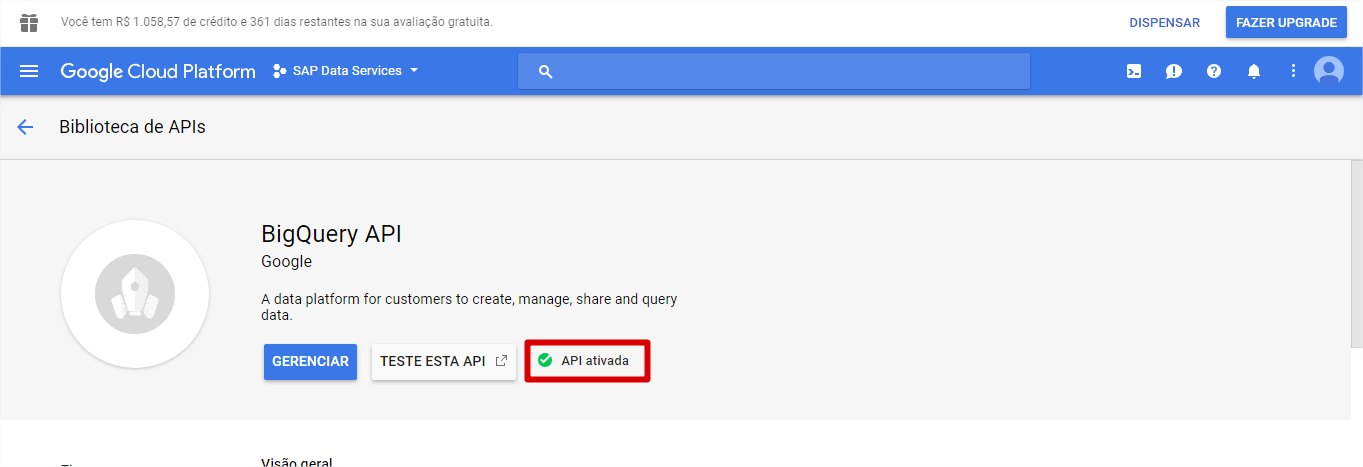 Você tem R$ 1.058,57 de crédito e 361 dias restantes na sua avaliação gratuita.
DISPENSAR
FAZER UPGRADE
Google Cloud Platform
SAP Data Services
Biblioteca de APIs
BigQuery API
Google
A data platform for customers to create, manage, share and query
data.
GERENCIAR
TESTE ESTA API
API ativada
Visão geral